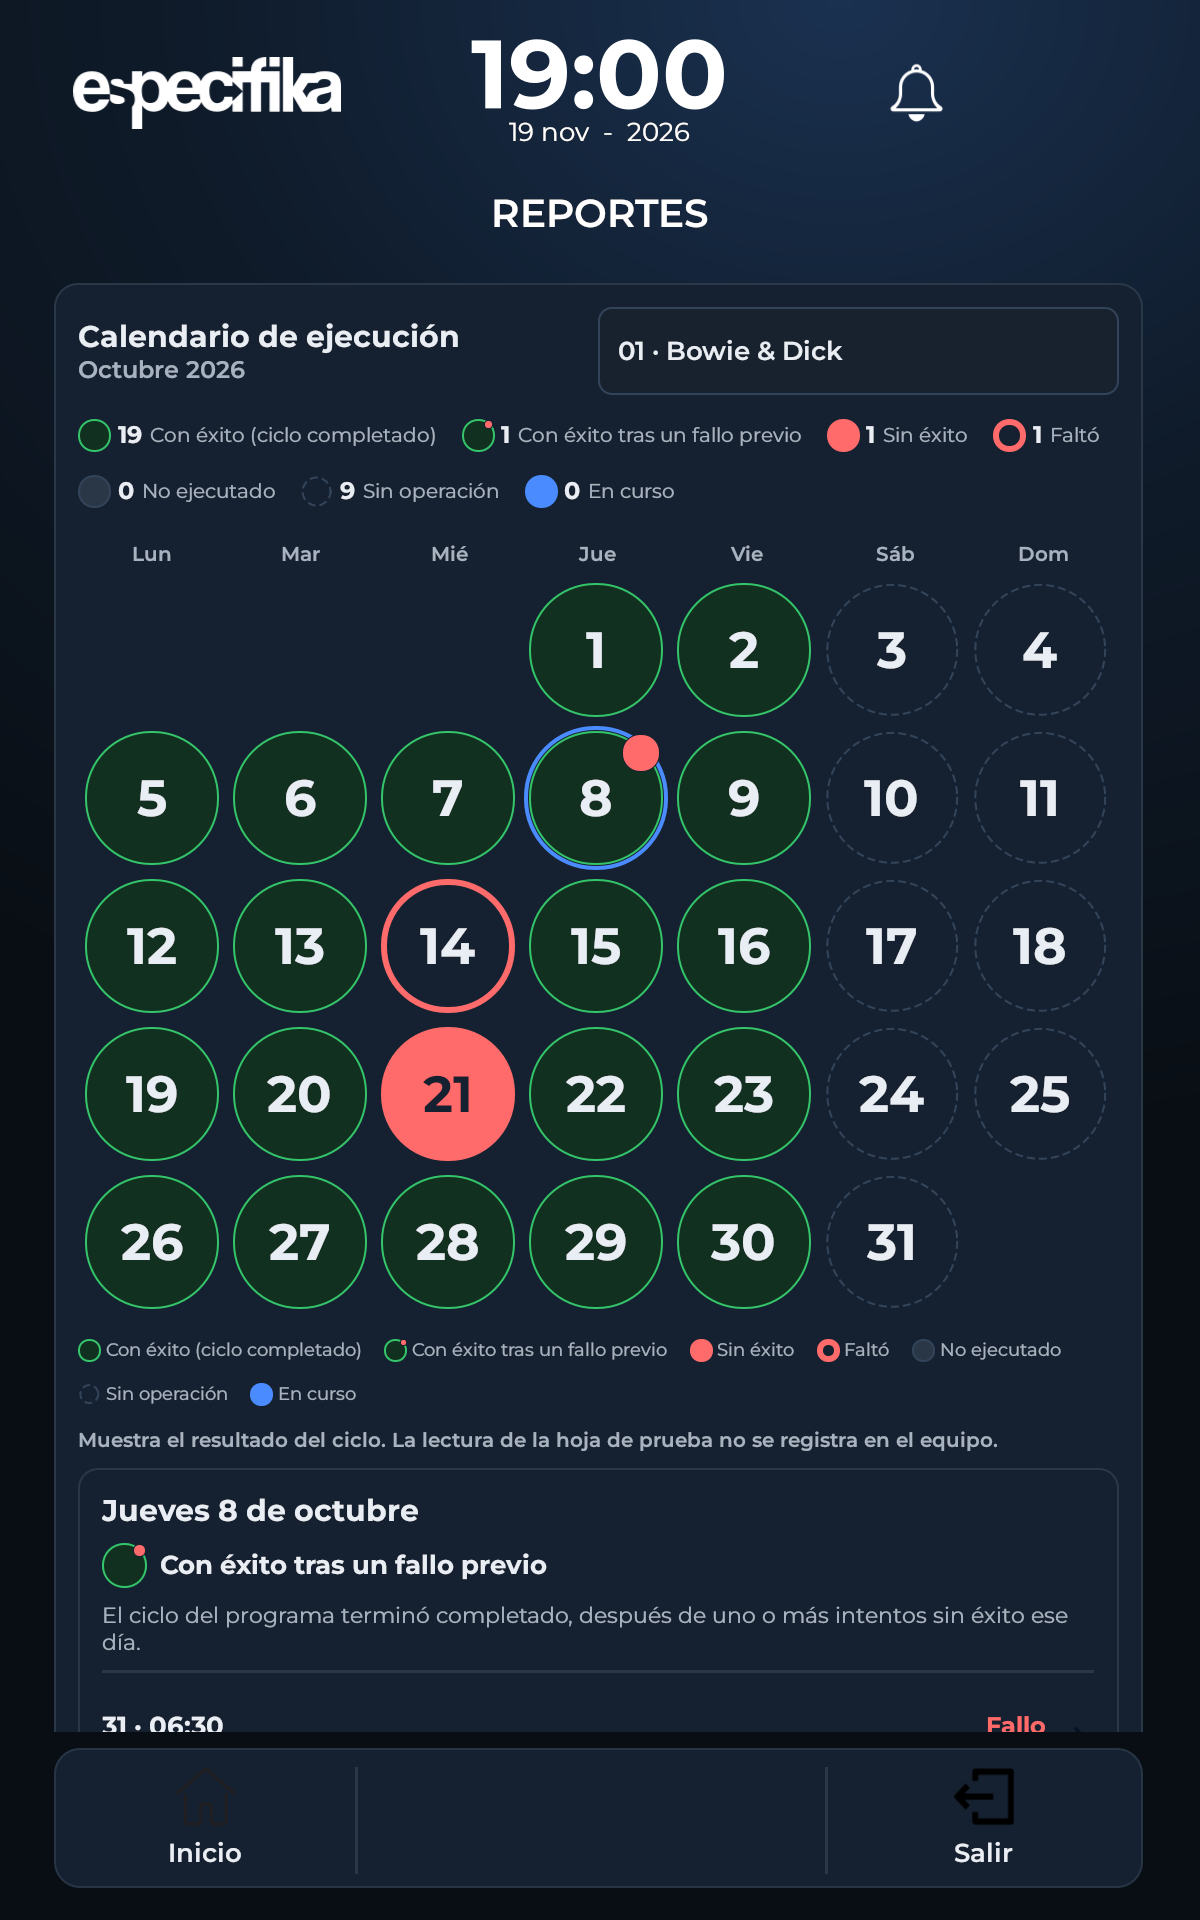 especifika
19:00
19 nov - 2026
REPORTES
Calendario de ejecución
Octubre 2026
01 · Bowie & Dick
19 Con éxito (ciclo completado) 1 Con éxito tras un fallo previo 1 Sin éxito 1 Faltó
0 No ejecutado 9 Sin operación 0 En curso
Lun Mar Mié Jue Vie Sáb Dom
1 2 3 4
5 6 7 8 9 10 11
12 13 14 15 16 17 18
19 20 21 22 23 24 25
26 27 28 29 30 31
Con éxito (ciclo completado) Con éxito tras un fallo previo Sin éxito Faltó No ejecutado
Sin operación En curso
Muestra el resultado del ciclo. La lectura de la hoja de prueba no se registra en el equipo.
Jueves 8 de octubre
Con éxito tras un fallo previo
El ciclo del programa terminó completado, después de uno o más intentos sin éxito ese
día.
31 · 06:30 Fallo
Inicio Salir